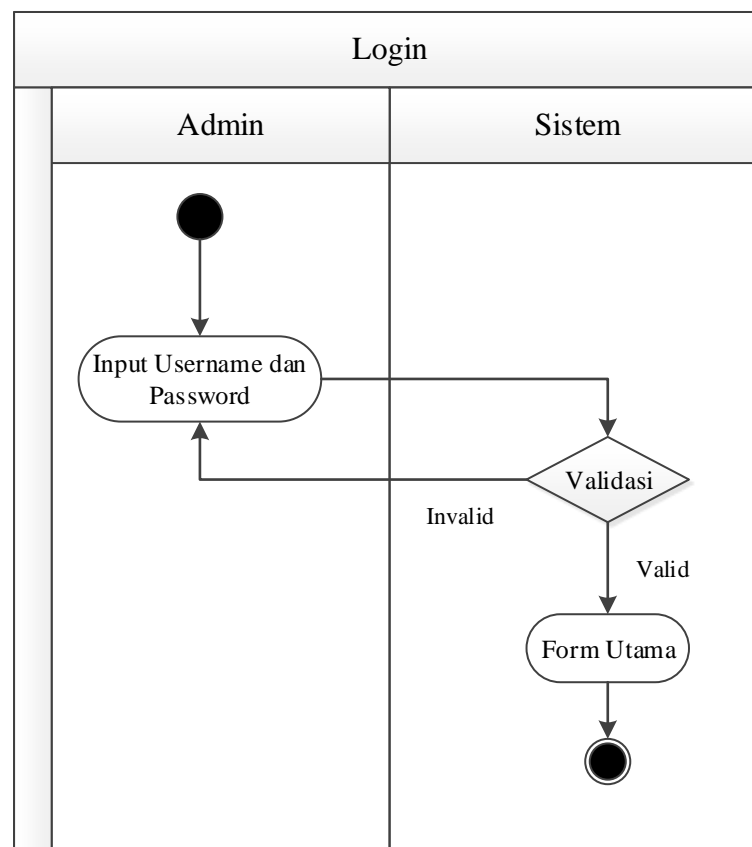 Login
Admin
Sistem
Input Username dan
Password
Validasi
Invalid
Valid
Form Utama